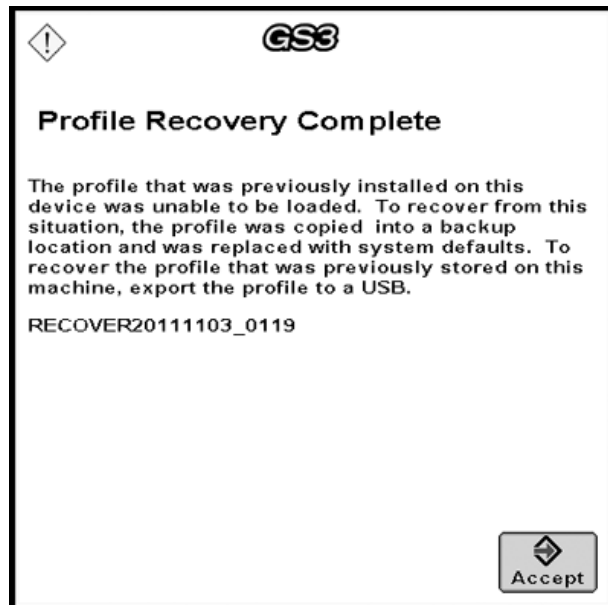 GS3
Profile Recovery Complete
The profile that was previously installed on this
device was unable to be loaded. To recover from this
situation, the profile was copied into a backup
location and was replaced with system defaults. To
recover the profile that was previously stored on this
machine, export the profile to a USB.
RECOVER20111103_0119
Accept